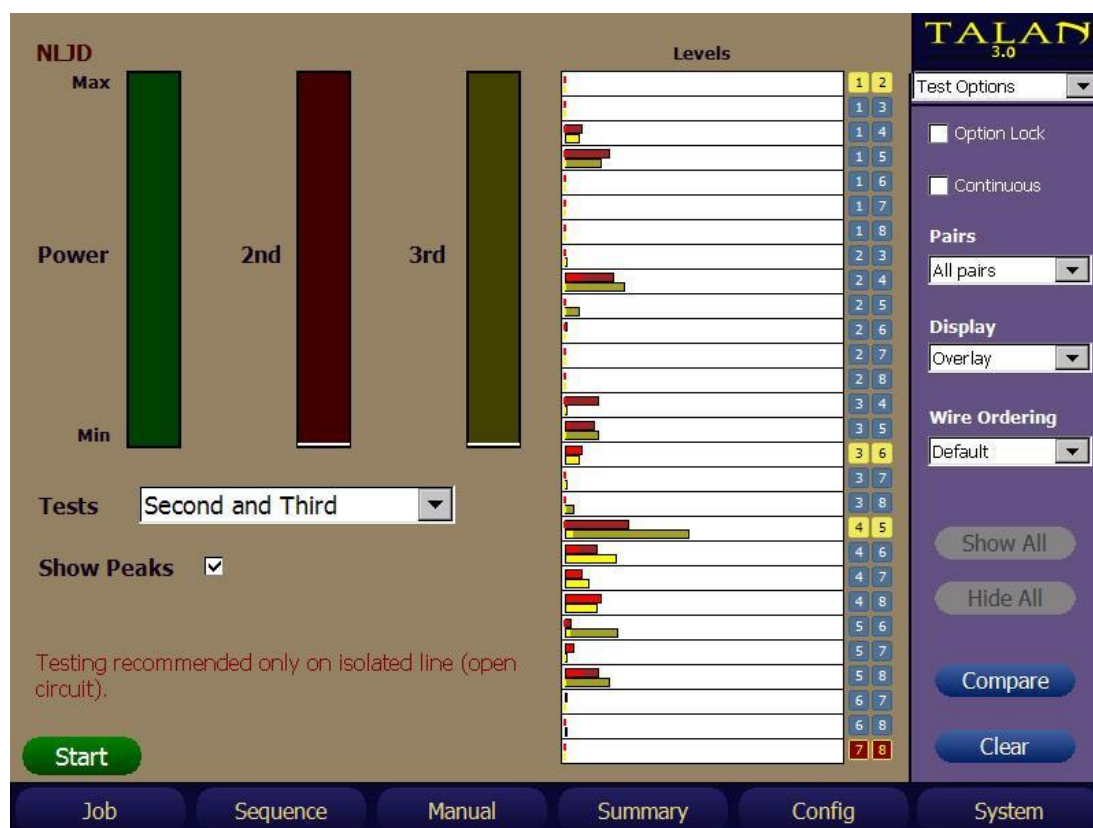 NLJD
Max
Power
2nd
3rd
Min
Tests
Second and Third
Show Peaks
Testing recommended only on isolated line (open
circuit).
Start
Levels
1 2
1 3
1 4
1 5
1 6
1 7
1 8
2 3
2 4
2 5
2 6
2 7
2 8
3 4
3 5
3 6
3 7
3 8
4 5
4 6
4 7
4 8
5 6
5 7
5 8
6 7
6 8
7 8
TALAN
3.0
Test Options
Option Lock
Continuous
Pairs
All pairs
Display
Overlay
Wire Ordering
Default
Show All
Hide All
Compare
Clear
Job
Sequence
Manual
Summary
Config
System